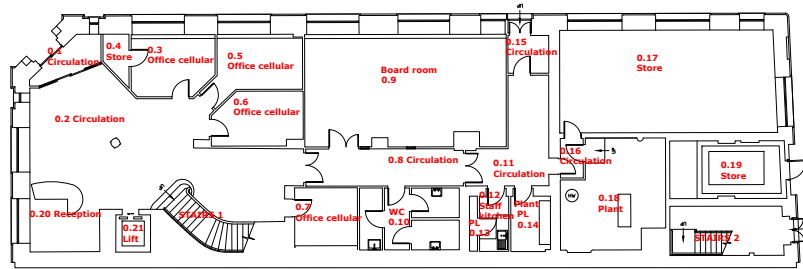 0.1
Circulation
0.4
Store
0.3
Office cellular
0.5
Office cellular
0.6
Office cellular
0.2 Circulation
Board room
0.9
0.15
Circulation
0.17
Store
0.8 Circulation
0.11
Circulation
0.16
Circulation
0.19
Store
0.18
Plant
HW
0.20 Reception
0.21
Lift
STAIRS 1
0.7
Office cellular
WC
0.10
0.12
Staff
kitchen
PL
0.13
Plant
PL
0.14
STAIRS 2